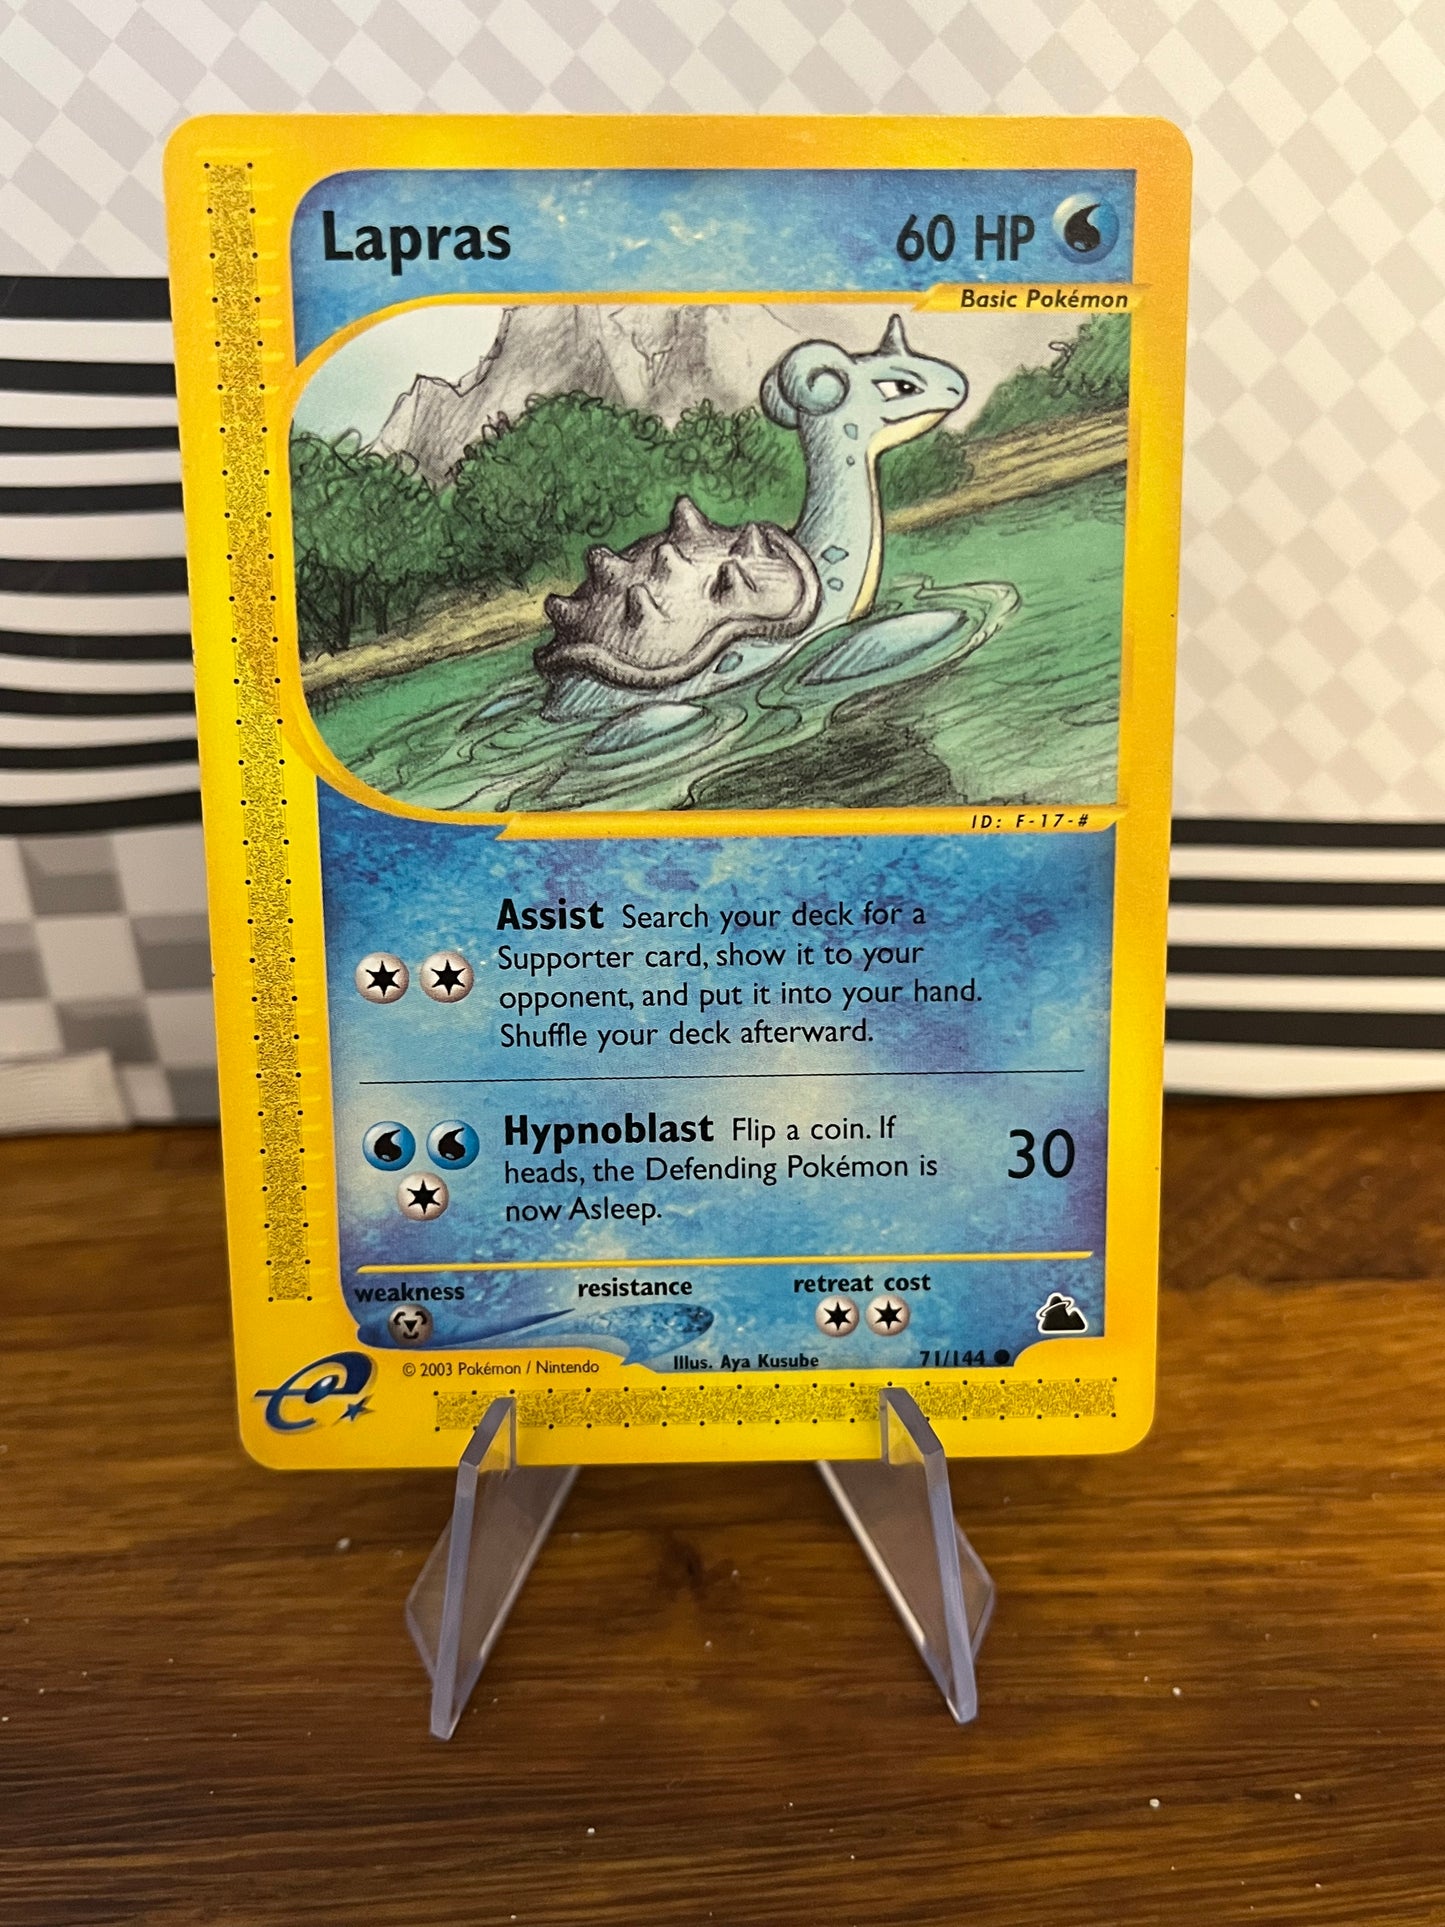 Lapras 60 HP
Basic Pokémon
ID: F-17-#
Assist Search your deck for a
Supporter card, show it to your
opponent, and put it into your hand.
Shuffle your deck afterward.
Hypnoblast Flip a coin. If
heads, the Defending Pokémon is
now Asleep.
30
weakness resistance retreat cost
© 2003 Pokémon / Nintendo Illus. Aya Kusube 71/144
e